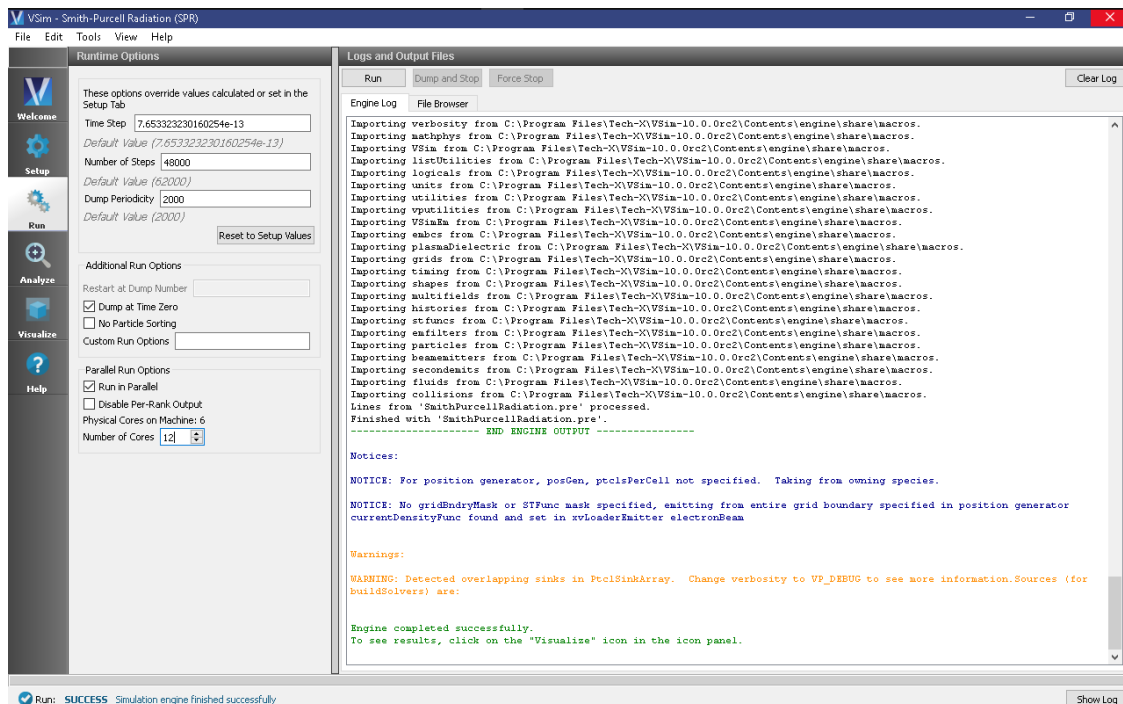 VSim - Smith-Purcell Radiation (SPR)
File Edit Tools View Help
Welcome
Setup
Run
Analyze
Visualize
Help
Runtime Options
These options override values calculated or set in the
Setup Tab
Time Step 7.653323230160254e-13
Default Value (7.653323230160254e-13)
Number of Steps 48000
Default Value (62000)
Dump Periodicity 2000
Default Value (2000)
Reset to Setup Values
Additional Run Options
Restart at Dump Number
Dump at Time Zero
No Particle Sorting
Custom Run Options
Parallel Run Options
Run in Parallel
Disable Per-Rank Output
Physical Cores on Machine: 6
Number of Cores 12
Logs and Output Files
Run Dump and Stop Force Stop Clear Log
Engine Log File Browser
Importing verbosity from C:\Program Files\Tech-X\VSim-10.0.0rc2\Contents\engine\share\macros.
Importing mathphys from C:\Program Files\Tech-X\VSim-10.0.0rc2\Contents\engine\share\macros.
Importing VSim from C:\Program Files\Tech-X\VSim-10.0.0rc2\Contents\engine\share\macros.
Importing listUtilities from C:\Program Files\Tech-X\VSim-10.0.0rc2\Contents\engine\share\macros.
Importing logicals from C:\Program Files\Tech-X\VSim-10.0.0rc2\Contents\engine\share\macros.
Importing units from C:\Program Files\Tech-X\VSim-10.0.0rc2\Contents\engine\share\macros.
Importing utilities from C:\Program Files\Tech-X\VSim-10.0.0rc2\Contents\engine\share\macros.
Importing vputilities from C:\Program Files\Tech-X\VSim-10.0.0rc2\Contents\engine\share\macros.
Importing VSimEm from C:\Program Files\Tech-X\VSim-10.0.0rc2\Contents\engine\share\macros.
Importing embcs from C:\Program Files\Tech-X\VSim-10.0.0rc2\Contents\engine\share\macros.
Importing plasmaDielectric from C:\Program Files\Tech-X\VSim-10.0.0rc2\Contents\engine\share\macros.
Importing grids from C:\Program Files\Tech-X\VSim-10.0.0rc2\Contents\engine\share\macros.
Importing timing from C:\Program Files\Tech-X\VSim-10.0.0rc2\Contents\engine\share\macros.
Importing shapes from C:\Program Files\Tech-X\VSim-10.0.0rc2\Contents\engine\share\macros.
Importing multifields from C:\Program Files\Tech-X\VSim-10.0.0rc2\Contents\engine\share\macros.
Importing histories from C:\Program Files\Tech-X\VSim-10.0.0rc2\Contents\engine\share\macros.
Importing stfuncs from C:\Program Files\Tech-X\VSim-10.0.0rc2\Contents\engine\share\macros.
Importing emfilters from C:\Program Files\Tech-X\VSim-10.0.0rc2\Contents\engine\share\macros.
Importing particles from C:\Program Files\Tech-X\VSim-10.0.0rc2\Contents\engine\share\macros.
Importing beamemitters from C:\Program Files\Tech-X\VSim-10.0.0rc2\Contents\engine\share\macros.
Importing secondemits from C:\Program Files\Tech-X\VSim-10.0.0rc2\Contents\engine\share\macros.
Importing fluids from C:\Program Files\Tech-X\VSim-10.0.0rc2\Contents\engine\share\macros.
Importing collisions from C:\Program Files\Tech-X\VSim-10.0.0rc2\Contents\engine\share\macros.
Lines from 'SmithPurcellRadiation.pre' processed.
Finished with 'SmithPurcellRadiation.pre'.
--------------------- END ENGINE OUTPUT ----------------
Notices:
NOTICE: For position generator, posGen, ptclsPerCell not specified. Taking from owning species.
NOTICE: No gridBndryMask or STFunc mask specified, emitting from entire grid boundary specified in position generator
currentDensityFunc found and set in xvLoaderEmitter electronBeam
Warnings:
WARNING: Detected overlapping sinks in PtclSinkArray. Change verbosity to VP_DEBUG to see more information.Sources (for
buildSolvers) are:
Engine completed successfully.
To see results, click on the "Visualize" icon in the icon panel.
Run: SUCCESS Simulation engine finished successfully
Show Log